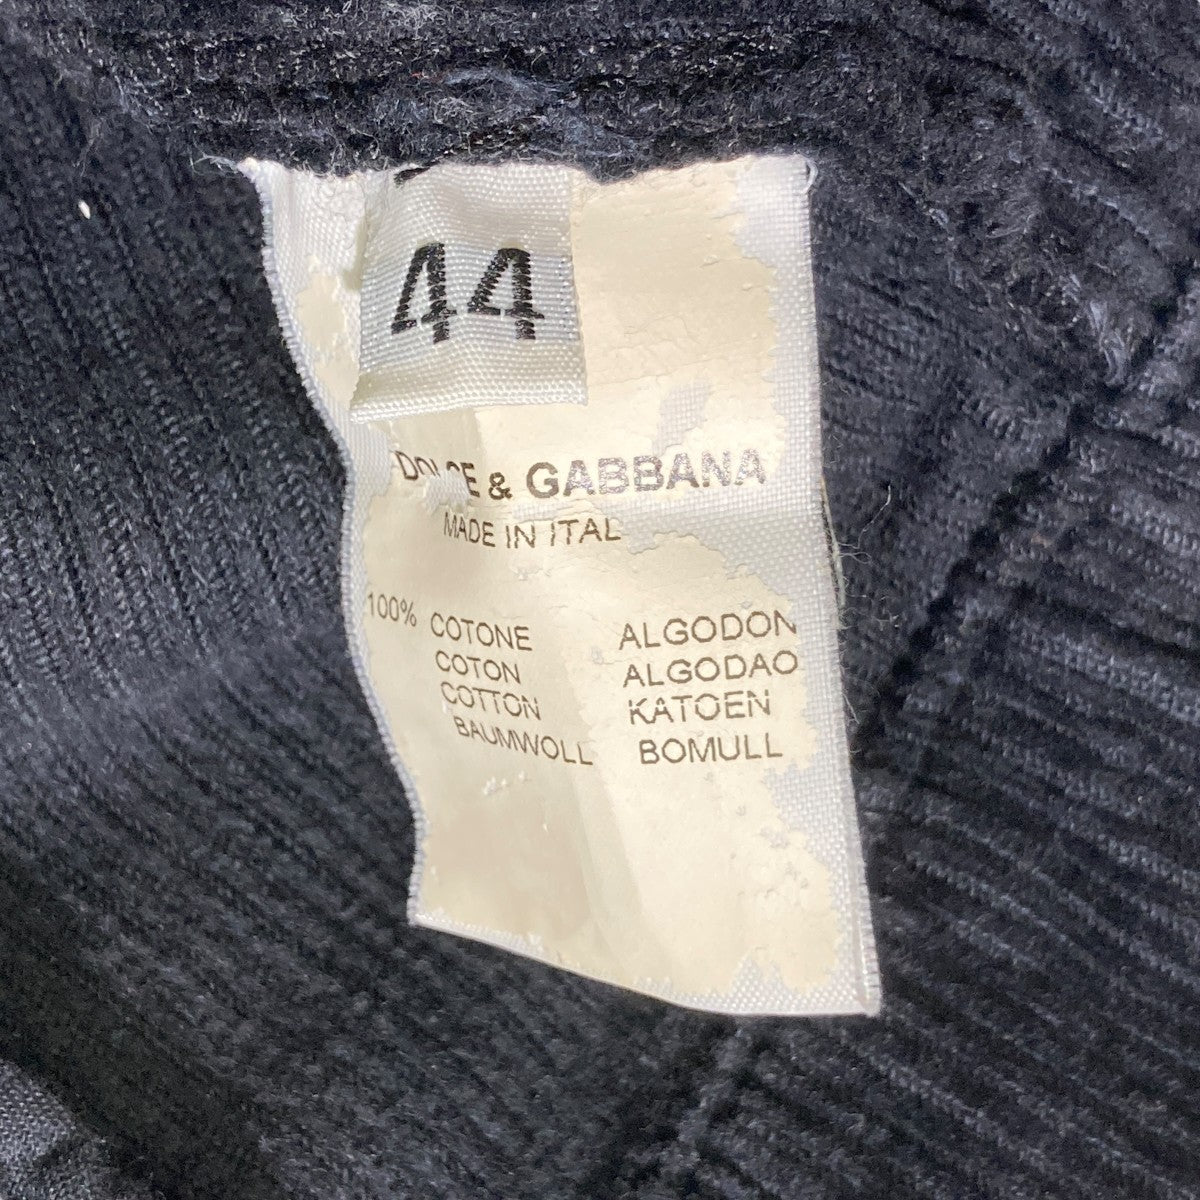 44
DOLCE & GABBANA
MADE IN ITAL
100% COTONE ALGODON
COTON ALGODAO
COTTON KATOEN
BAUMWOLL BOMULL